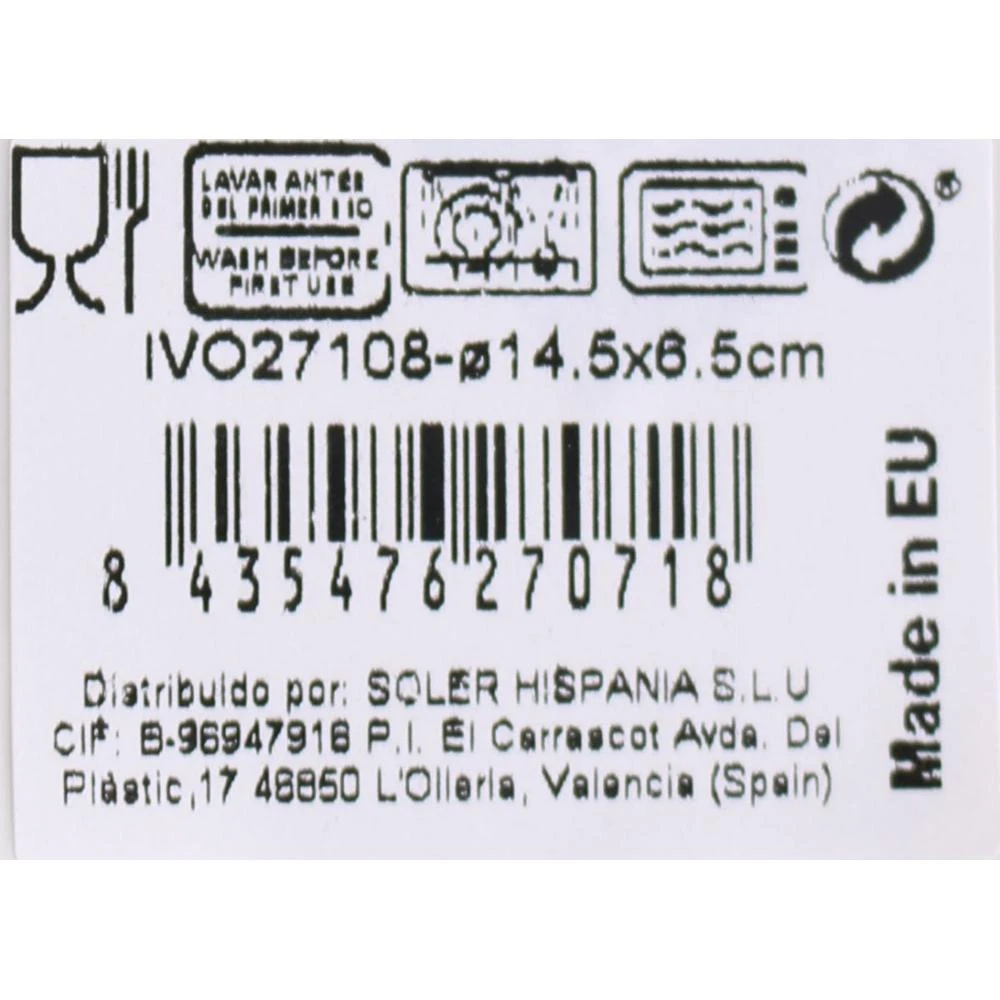 LAVAR ANTES
DEL PRIMER USO
WASH BEFORE
FIRST USE
®
IVO27108-ø14.5x6.5cm
8 435476 270718
Made in EU
Distribuido por: SOLER HISPANIA S.L.U
CIF: B-96947918 P.I. El Carrascot Avda. Del
Plàstic,17 46850 L'Olleria, Valencia (Spain)